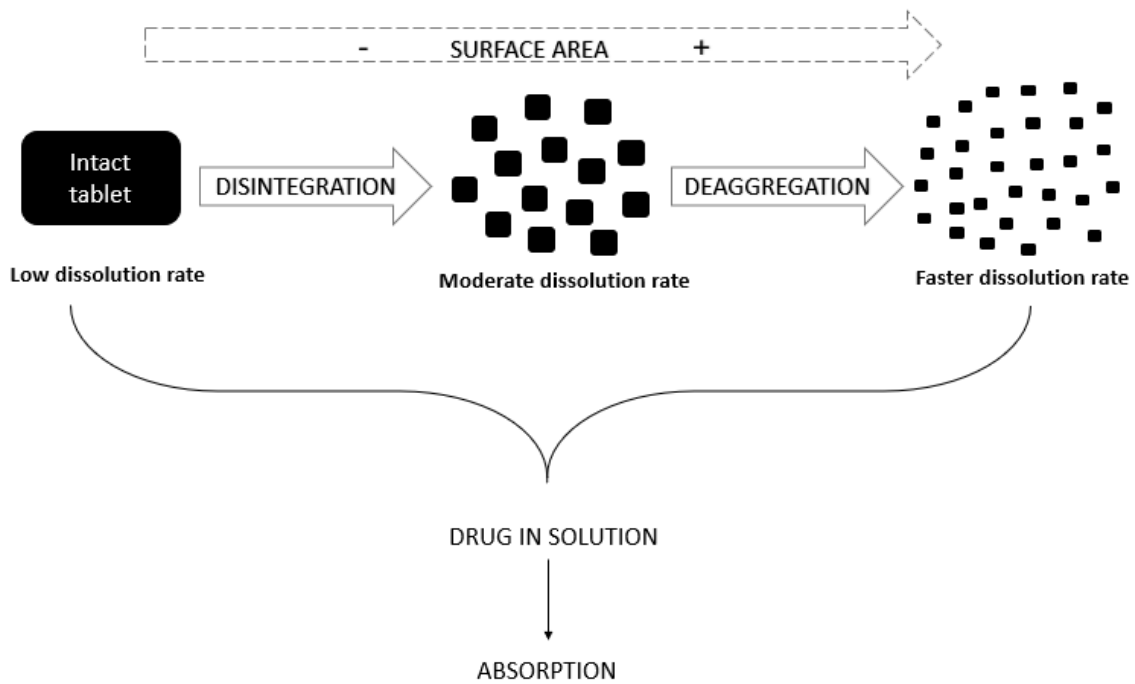 - SURFACE AREA +
Intact
tablet
DISINTEGRATION
DEAGGREGATION
Low dissolution rate
Moderate dissolution rate
Faster dissolution rate
DRUG IN SOLUTION
ABSORPTION